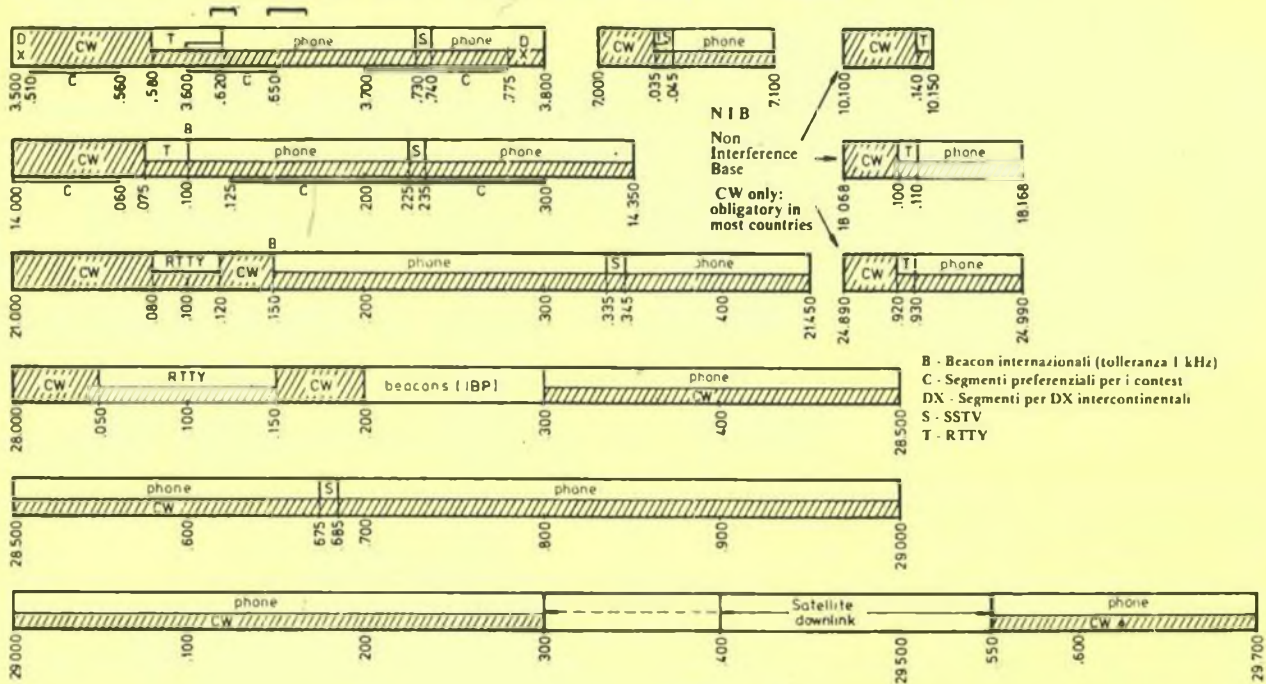 D X CW T phone S phone D X
C C C
3.500 .510 .560 .580 3.600 .620 .650 3.700 .730 .740 .775 3.800
CW TS phone
7.000 .035 .045 7.100
CW T
10.100 .140 10.150
NIB
Non
Interference
Base
CW only:
obligatory in
most countries
B
CW T phone S phone
C C C
14.000 060 .075 .100 .125 200 225 235 300 14.350
CW T phone
18 068 .100 .110 18.168
B
CW RTTY CW phone S phone
21.000 .080 .100 .120 .150 .200 .300 .335 .345 400 21.450
CW T phone
24.890 .920 .930 24.990
CW RTTY CW beacons (IBP) phone
CW
28.000 .050 .100 .150 .200 300 .400 28.500
B - Beacon internazionali (tolleranza 1 kHz)
C - Segmenti preferenziali per i contest
DX - Segmenti per DX intercontinentali
S - SSTV
T - RTTY
phone S phone
CW CW
28.500 .600 675 .685 .700 .800 .900 29.000
phone Satellite phone
CW downlink CW
29.000 .100 200 .300 .400 29 500 550 .600 29.700